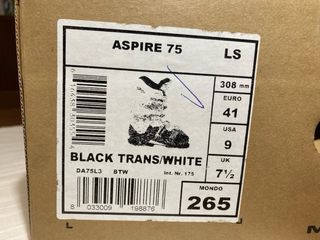 ASPIRE 75 LS
308 mm
EURO
41
USA
9
UK
7½
MONDO
265
BLACK TRANS/WHITE
DA75L3 BTW Int. Nr. 175
8 033009 196876
L